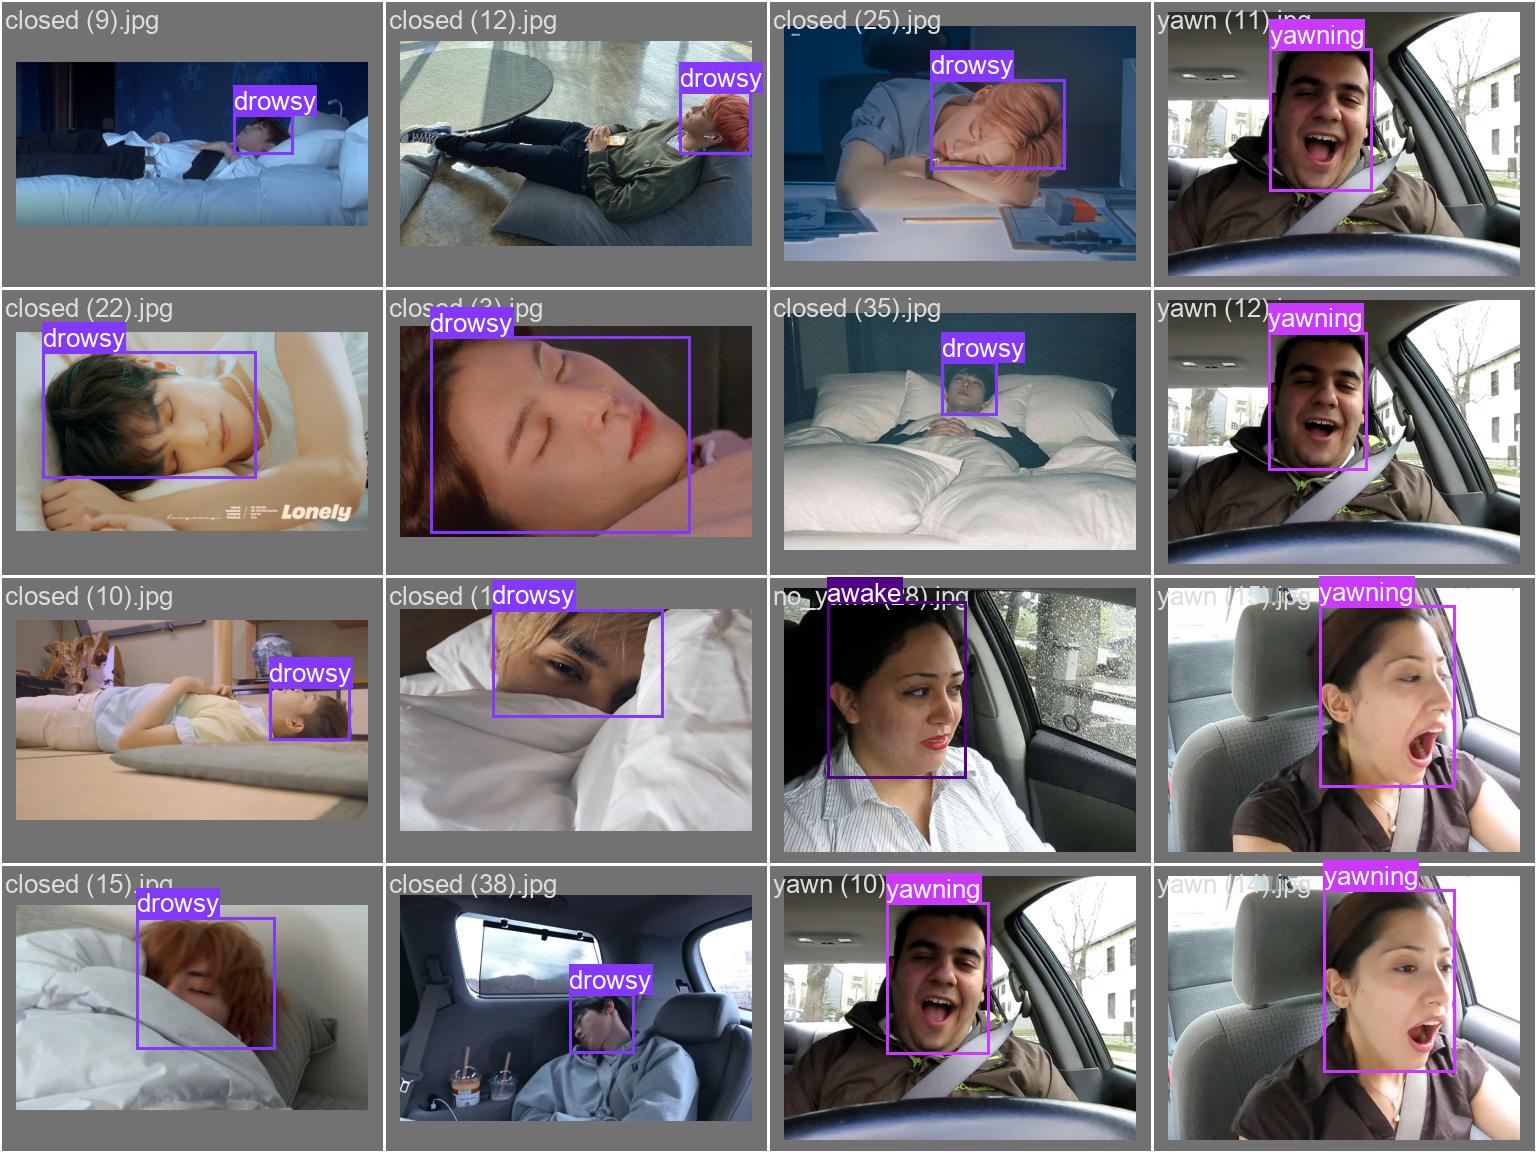 closed (9).jpg
drowsy
closed (12).jpg
drowsy
closed (25).jpg
drowsy
yawn (11).jpg
yawning
closed (22).jpg
drowsy
Lonely
closed (3).jpg
drowsy
closed (35).jpg
drowsy
yawn (12)
yawning
closed (10).jpg
drowsy
closed (1
drowsy
awake
8).jpg
yawn (15).jpg
yawning
closed (15).jpg
drowsy
closed (38).jpg
drowsy
yawn (10)
yawning
yawn (14).jpg
yawning